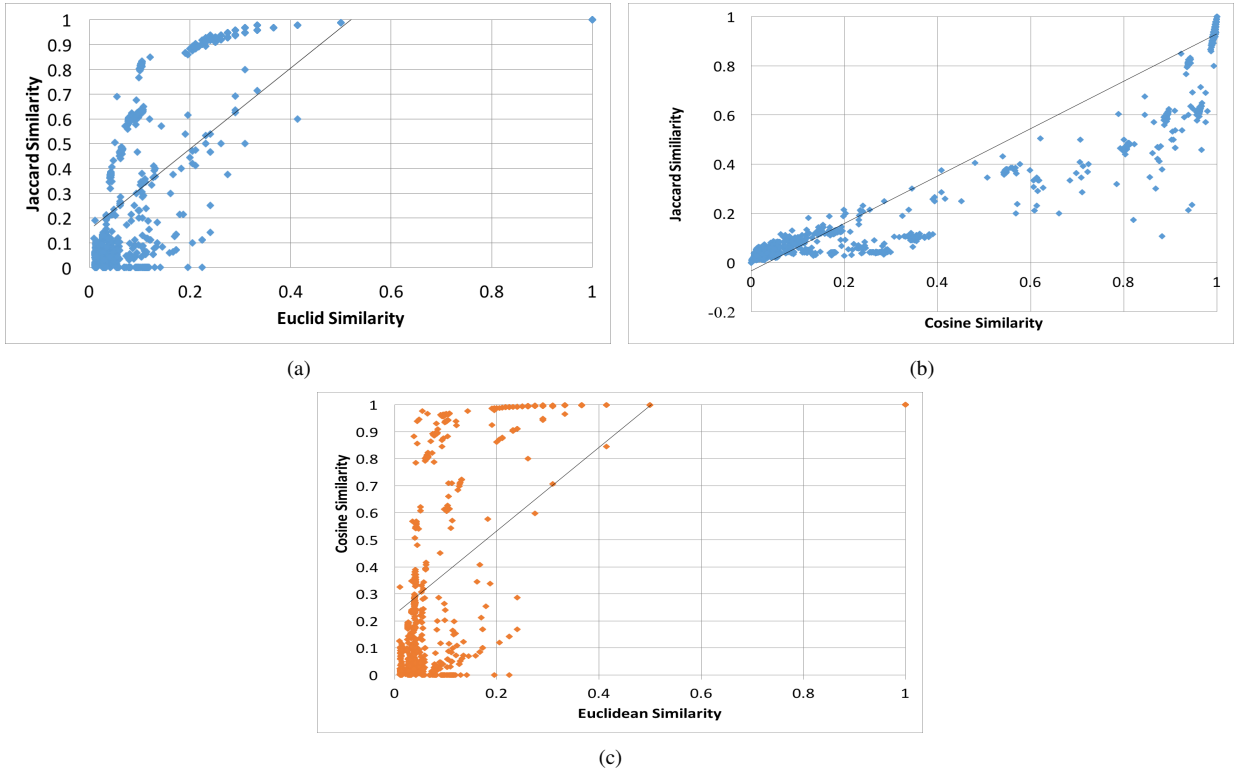 1
0.9
0.8
0.7
0.6
0.5
0.4
0.3
0.2
0.1
0
Jaccard Similarity
0 0.2 0.4 0.6 0.8 1
Euclid Similarity
(a)
1
0.8
0.6
0.4
0.2
0
-0.2
Jaccard Similiarity
0 0.2 0.4 0.6 0.8 1
Cosine Similarity
(b)
1
0.9
0.8
0.7
0.6
0.5
0.4
0.3
0.2
0.1
0
Cosine Similarity
0 0.2 0.4 0.6 0.8 1
Euclidean Similarity
(c)